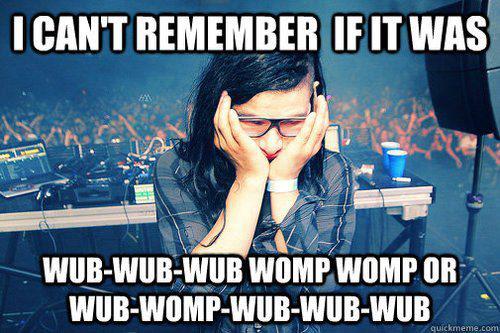 I CAN'T REMEMBER IF IT WAS
WUB-WUB-WUB WOMP WOMP OR
WUB-WOMP-WUB-WUB-WUB
quickmeme.com